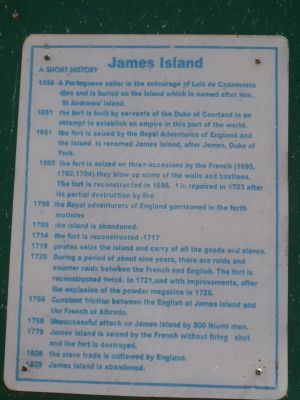 James Island
A SHORT HISTORY
1456 A Portuguese sailor in the entourage of Luiz de Cadamosto
dies and is buried on the island which is named after him.
St Andrews' island.
1651 the fort is built by servants of the Duke of Courland in an
attempt to establish an empire in this part of the world.
1661 the fort is seized by the Royal Adventurers of England and
the Island is renamed James Island, after James, Duke of
York.
1695 the fort is seized on three occasions by the French (1695,
1702,1704),they blow up some of the walls and bastions.
The fort is reconstructed in 1698. It is repaired in 1703 after
its partial destruction by fire.
1708 the Royal adventurers of England garrisoned in the forth
mutinies
1709 the island is abandoned.
1714 the fort is reconstructed -1717
1719 pirates seize the island and carry of all the goods and slaves.
1720 During a period of about nine years, there are raids and
counter raids between the French and English. The fort is
reconstructed twice. In 1721,and with improvements, after
the explosion of the powder magazine in 1725.
1764 Constant friction between the English at James Island and
the French at Albreda.
1768 Unsuccessful attack on James Island by 500 Niumi men.
1779 James Island is seized by the French without firing shot
and the fort is destroyed.
the slave trade is outlawed by England.
1829 James Island is abandoned.